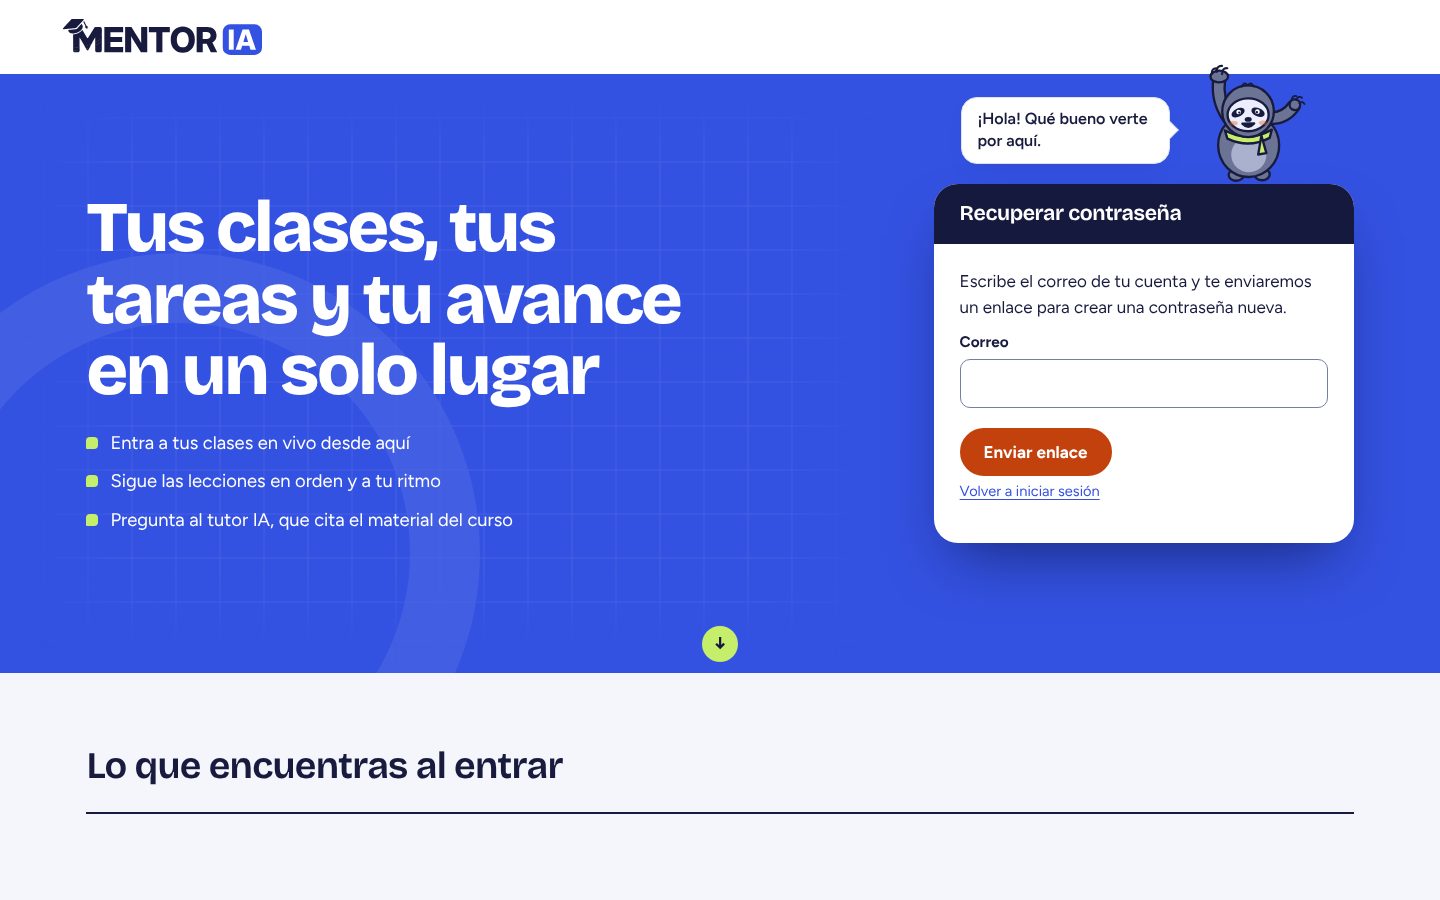 MENTOR IA
¡Hola! Qué bueno verte
por aquí.
Tus clases, tus
tareas y tu avance
en un solo lugar
Entra a tus clases en vivo desde aquí
Sigue las lecciones en orden y a tu ritmo
Pregunta al tutor IA, que cita el material del curso
Recuperar contraseña
Escribe el correo de tu cuenta y te enviaremos
un enlace para crear una contraseña nueva.
Correo
Enviar enlace
Volver a iniciar sesión
Lo que encuentras al entrar